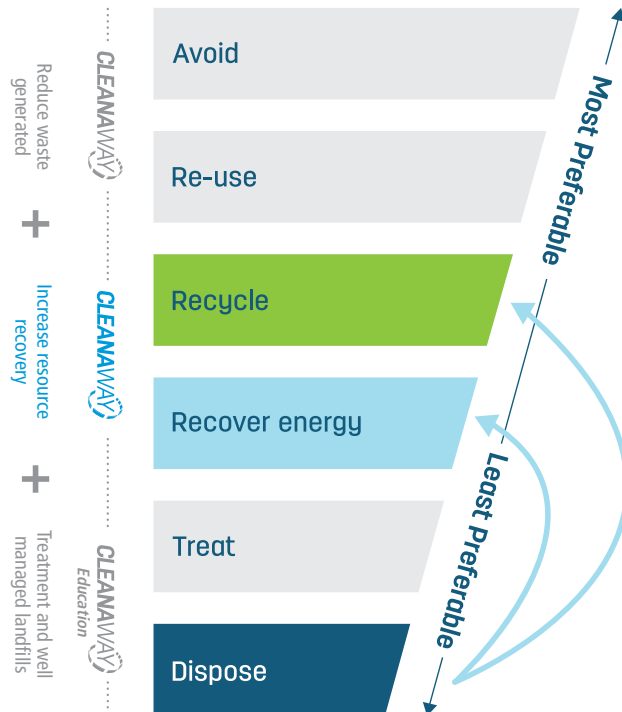 Avoid
Re-use
Recycle
Recover energy
Treat
Dispose
Most Preferable
Least Preferable
CLEANAWAY
Reduce waste
generated
+
CLEANAWAY
Increase resource
recovery
+
CLEANAWAY
Education
Treatment and well
managed landfills